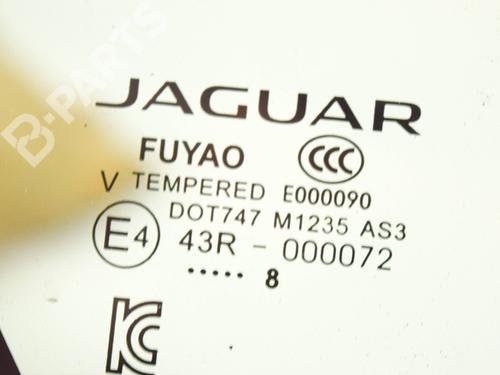 B-PARTS
JAGUAR
FUYAO CCC
V TEMPERED E000090
DOT747 M1235 AS3
E4 43R - 000072
..... 8
KC